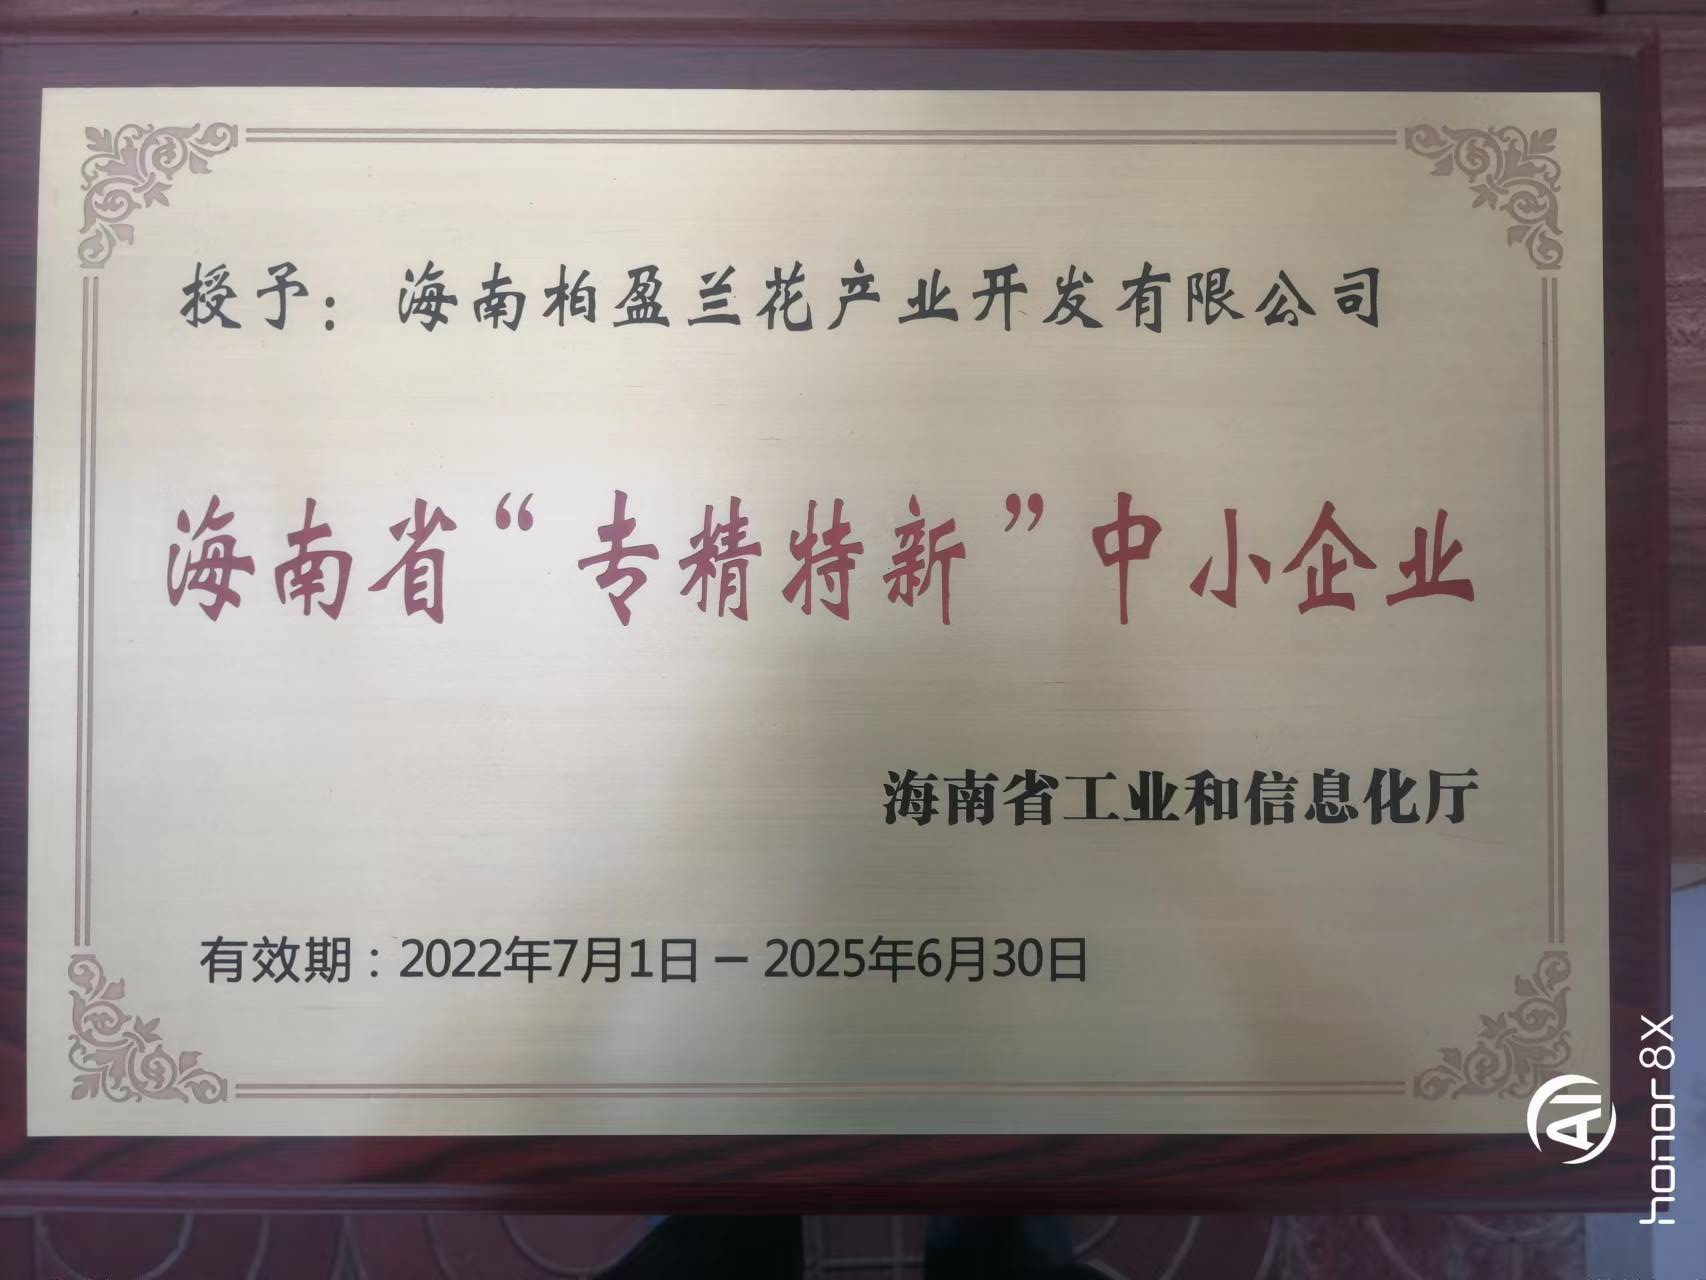 授予：海南柏盈兰花产业开发有限公司
海南省“专精特新”中小企业
海南省工业和信息化厅
有效期：2022年7月1日－2025年6月30日
AI
honor 8X